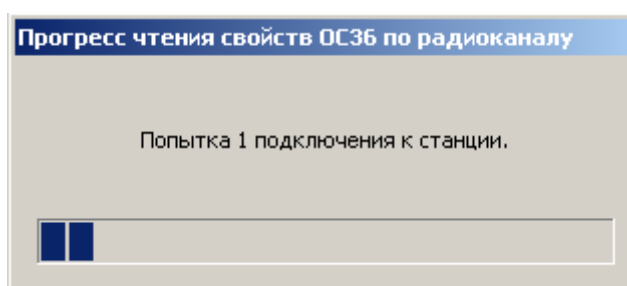 Прогресс чтения свойств ОС36 по радиоканалу
Попытка 1 подключения к станции.